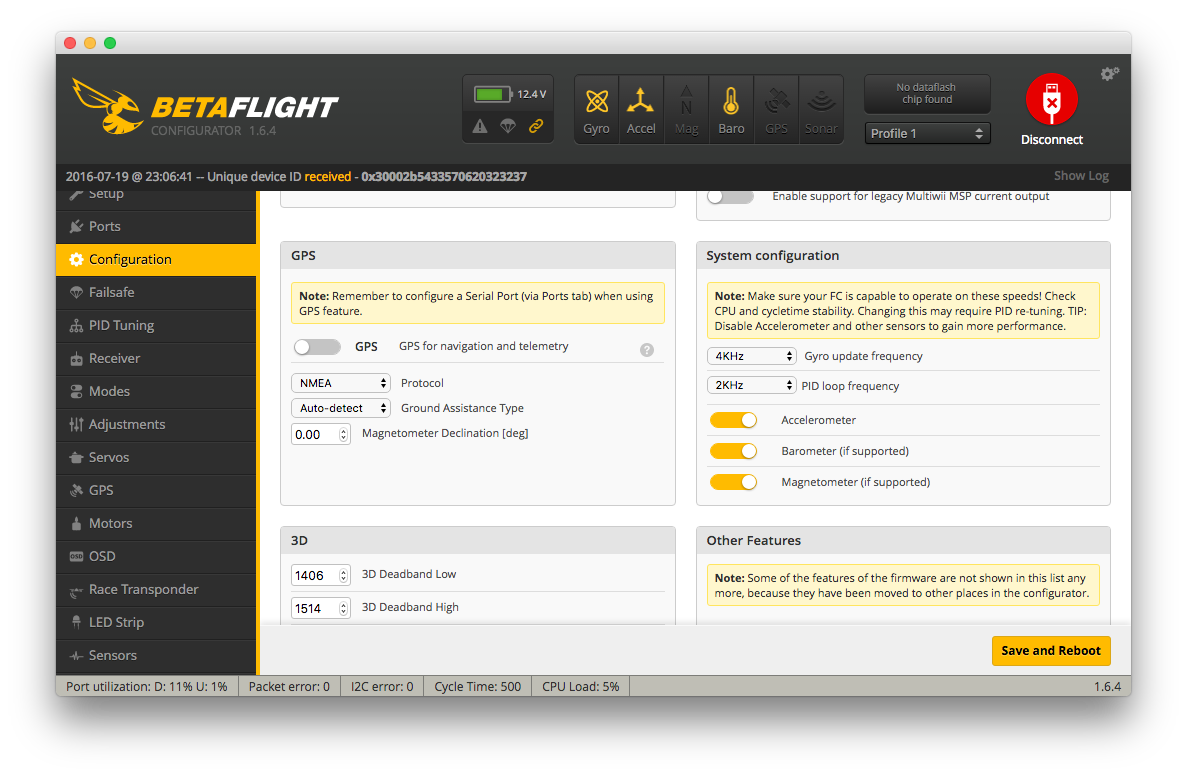 BETAFLIGHT
CONFIGURATOR 1.6.4
12.4 V
Gyro
Accel
Mag
Baro
GPS
Sonar
No dataflash
chip found
Profile 1
Disconnect
2016-07-19 @ 23:06:41 -- Unique device ID received - 0x30002b5433570620323237
Show Log
Setup
Ports
Configuration
Failsafe
PID Tuning
Receiver
Modes
Adjustments
Servos
GPS
Motors
OSD
OSD
Race Transponder
LED Strip
Sensors
Enable support for legacy Multiwii MSP current output
GPS
Note: Remember to configure a Serial Port (via Ports tab) when using
GPS feature.
GPS GPS for navigation and telemetry ?
NMEA Protocol
Auto-detect Ground Assistance Type
0.00 Magnetometer Declination [deg]
System configuration
Note: Make sure your FC is capable to operate on these speeds! Check
CPU and cycletime stability. Changing this may require PID re-tuning. TIP:
Disable Accelerometer and other sensors to gain more performance.
4KHz Gyro update frequency
2KHz PID loop frequency
Accelerometer
Barometer (if supported)
Magnetometer (if supported)
3D
1406 3D Deadband Low
1514 3D Deadband High
Other Features
Note: Some of the features of the firmware are not shown in this list any
more, because they have been moved to other places in the configurator.
Save and Reboot
Port utilization: D: 11% U: 1% Packet error: 0 I2C error: 0 Cycle Time: 500 CPU Load: 5% 1.6.4